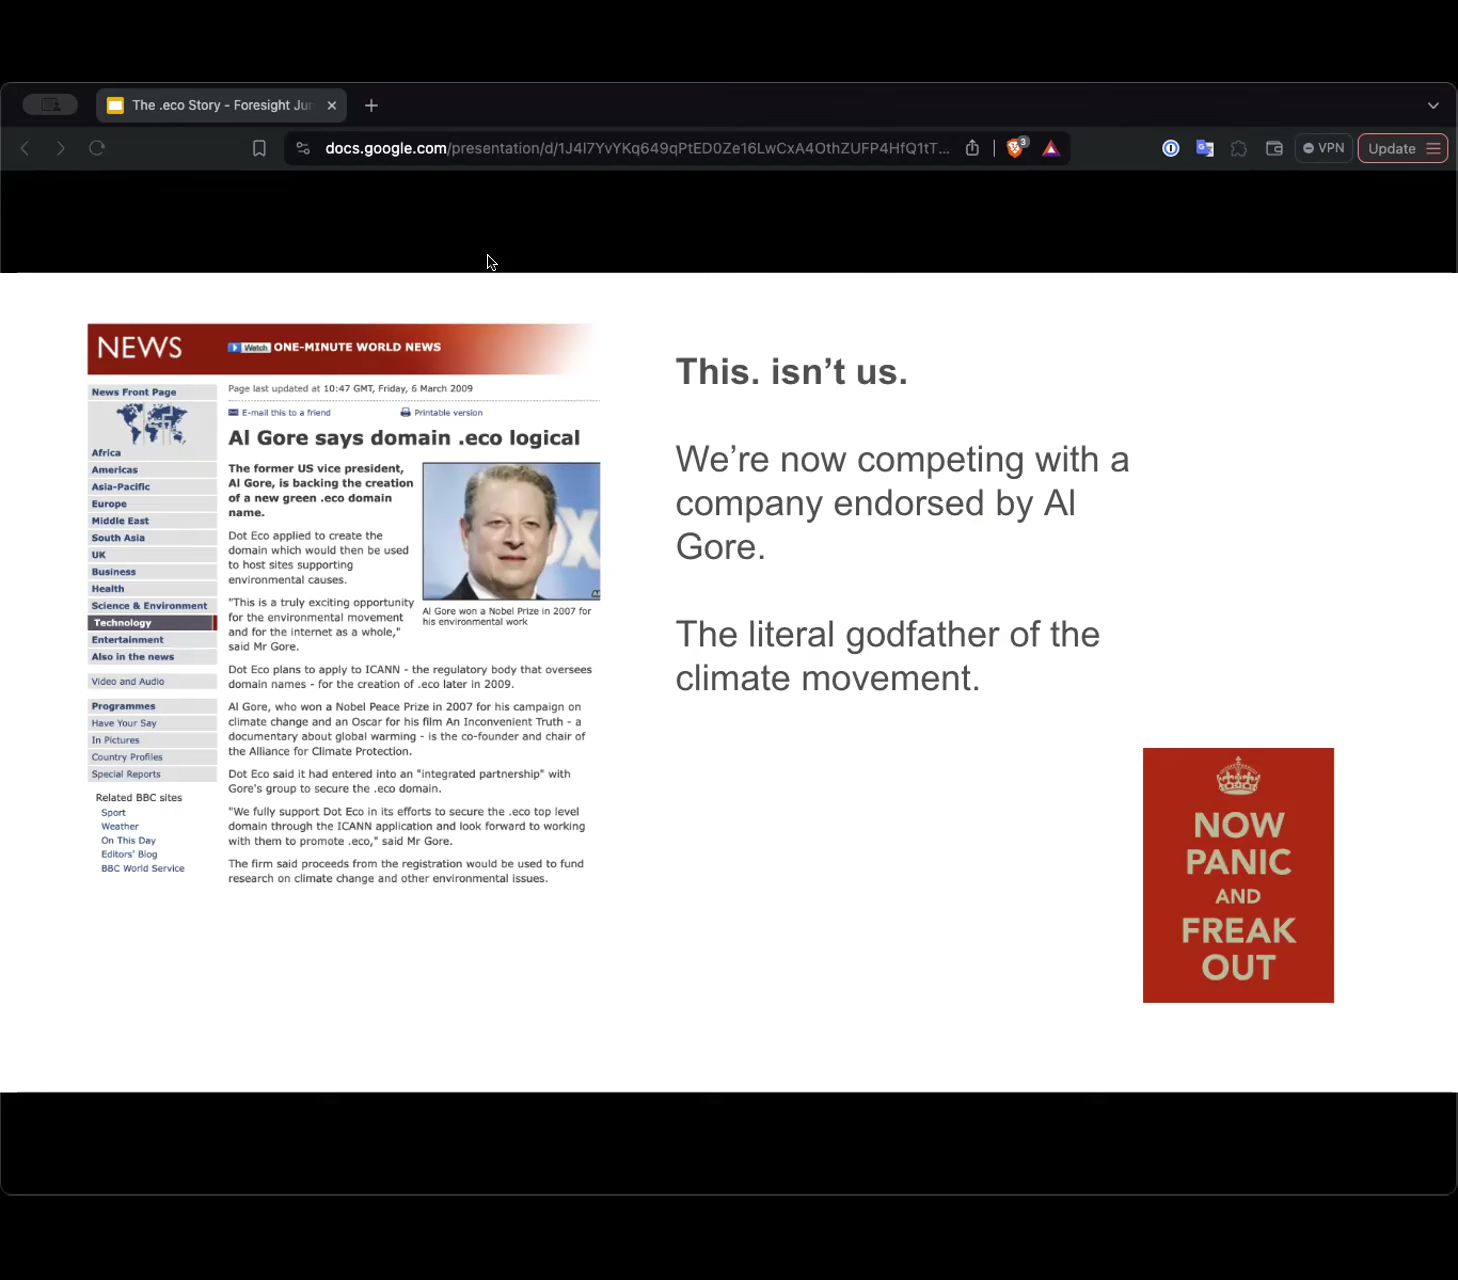 The .eco Story - Foresight Jun
docs.google.com/presentation/d/1J4l7YvYKq649qPtED0Ze16LwCxA4OthZUFP4HfQ1tT...
3
VPN
Update
NEWS
Watch ONE-MINUTE WORLD NEWS
News Front Page
Africa
Americas
Asia-Pacific
Europe
Middle East
South Asia
UK
Business
Health
Science & Environment
Technology
Entertainment
Also in the news
Video and Audio
Programmes
Have Your Say
In Pictures
Country Profiles
Special Reports
Related BBC sites
Sport
Weather
On This Day
Editors' Blog
BBC World Service
Page last updated at 10:47 GMT, Friday, 6 March 2009
E-mail this to a friend
Printable version
Al Gore says domain .eco logical
The former US vice president,
Al Gore, is backing the creation
of a new green .eco domain
name.
Dot Eco applied to create the
domain which would then be used
to host sites supporting
environmental causes.
"This is a truly exciting opportunity
for the environmental movement
and for the internet as a whole,"
said Mr Gore.
Al Gore won a Nobel Prize in 2007 for
his environmental work
Dot Eco plans to apply to ICANN - the regulatory body that oversees
domain names - for the creation of .eco later in 2009.
Al Gore, who won a Nobel Peace Prize in 2007 for his campaign on
climate change and an Oscar for his film An Inconvenient Truth - a
documentary about global warming - is the co-founder and chair of
the Alliance for Climate Protection.
Dot Eco said it had entered into an "integrated partnership" with
Gore's group to secure the .eco domain.
"We fully support Dot Eco in its efforts to secure the .eco top level
domain through the ICANN application and look forward to working
with them to promote .eco," said Mr Gore.
The firm said proceeds from the registration would be used to fund
research on climate change and other environmental issues.
This. isn’t us.
We’re now competing with a
company endorsed by Al
Gore.
The literal godfather of the
climate movement.
NOW
PANIC
AND
FREAK
OUT